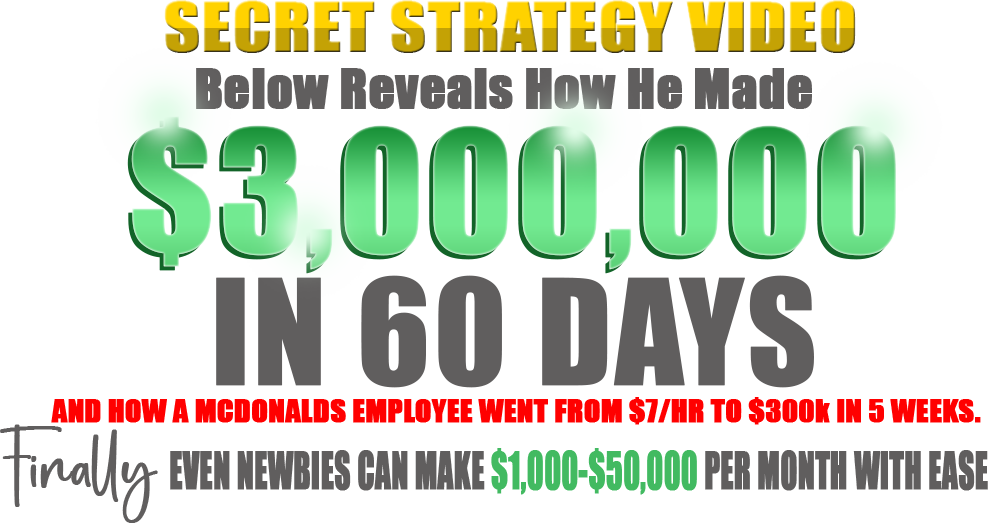 SECRET STRATEGY VIDEO
Below Reveals How He Made
$3,000,000
IN 60 DAYS
AND HOW A MCDONALDS EMPLOYEE WENT FROM $7/HR TO $300k IN 5 WEEKS.
Finally EVEN NEWBIES CAN MAKE $1,000-$50,000 PER MONTH WITH EASE